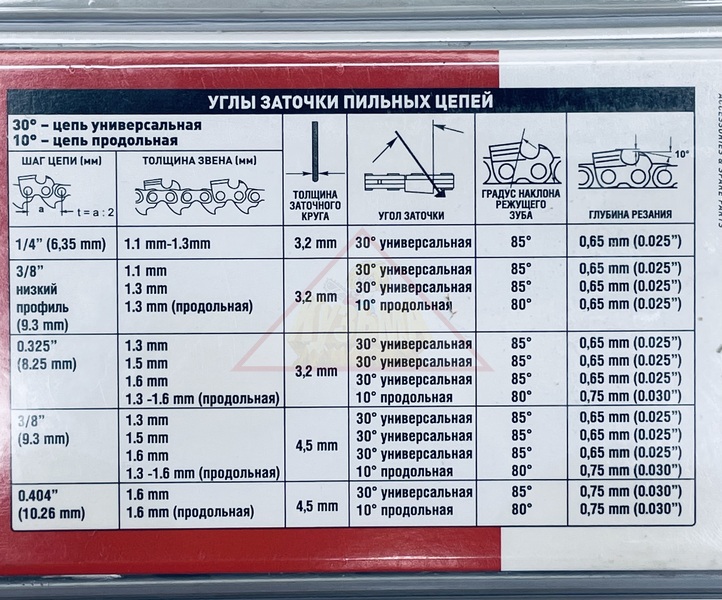 УГЛЫ ЗАТОЧКИ ПИЛЬНЫХ ЦЕПЕЙ
30° – цепь универсальная
10° – цепь продольная
ШАГ ЦЕПИ (мм)
a
t = a : 2
ТОЛЩИНА ЗВЕНА (мм)
ТОЛЩИНА
ЗАТОЧНОГО
КРУГА
УГОЛ ЗАТОЧКИ
ГРАДУС НАКЛОНА
РЕЖУЩЕГО
ЗУБА
10°
ГЛУБИНА РЕЗАНИЯ
1/4” (6,35 mm) 1.1 mm-1.3mm 3,2 mm 30° универсальная 85° 0,65 mm (0.025”)
3/8” 1.1 mm 30° универсальная 85° 0,65 mm (0.025”)
низкий 1.3 mm 3,2 mm 30° универсальная 85° 0,65 mm (0.025”)
профиль 1.3 mm (продольная) 10° продольная 80° 0,65 mm (0.025”)
(9.3 mm)
0.325” 1.3 mm 30° универсальная 85° 0,65 mm (0.025”)
(8.25 mm) 1.5 mm 3,2 mm 30° универсальная 85° 0,65 mm (0.025”)
1.6 mm 30° универсальная 85° 0,65 mm (0.025”)
1.3 -1.6 mm (продольная) 10° продольная 80° 0,75 mm (0.030”)
3/8” 1.3 mm 30° универсальная 85° 0,65 mm (0.025”)
(9.3 mm) 1.5 mm 4,5 mm 30° универсальная 85° 0,65 mm (0.025”)
1.6 mm 30° универсальная 85° 0,65 mm (0.025”)
1.3 -1.6 mm (продольная) 10° продольная 80° 0,75 mm (0.030”)
0.404” 1.6 mm 4,5 mm 30° универсальная 85° 0,75 mm (0.030”)
(10.26 mm) 1.6 mm (продольная) 10° продольная 80° 0,75 mm (0.030”)